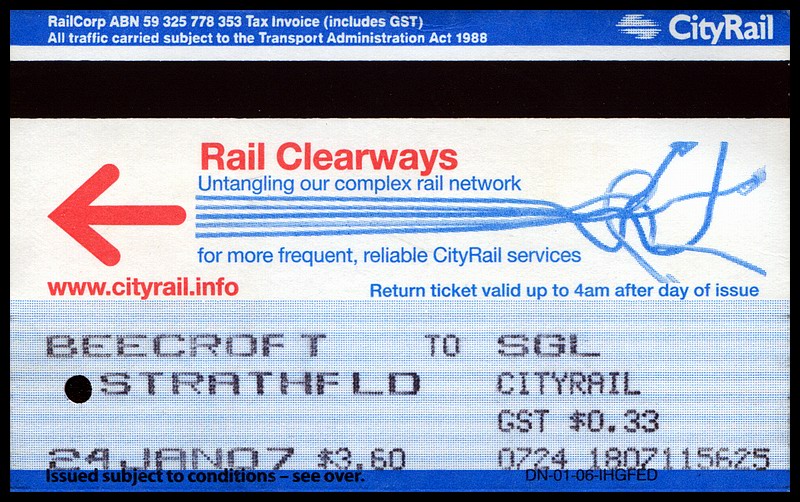 RailCorp ABN 59 325 778 353 Tax Invoice (includes GST)
All traffic carried subject to the Transport Administration Act 1988
CityRail
Rail Clearways
Untangling our complex rail network
for more frequent, reliable CityRail services
www.cityrail.info
Return ticket valid up to 4am after day of issue
BEECROFT TO SGL
STRATHFLD CITYRAIL
GST $0.33
24JAN07 $3.60 0724 1807115625
Issued subject to conditions – see over. DN-01-06-IHGFED